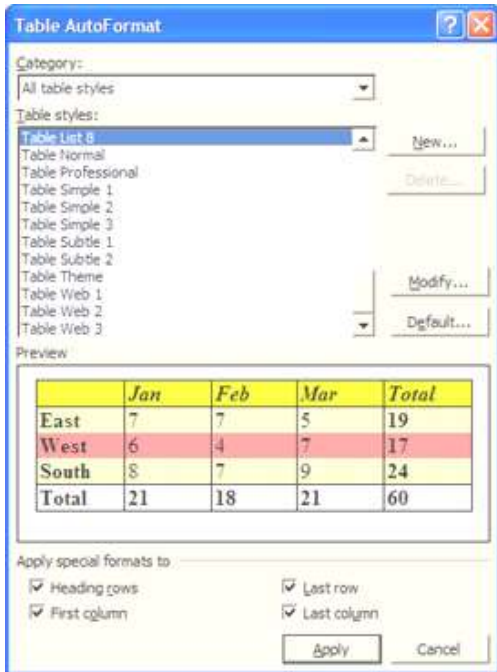 Table AutoFormat
Category:
All table styles
Table styles:
Table List 8
Table Normal
Table Professional
Table Simple 1
Table Simple 2
Table Simple 3
Table Subtle 1
Table Subtle 2
Table Theme
Table Web 1
Table Web 2
Table Web 3
New...
Delete...
Modify...
Default...
Preview
Jan Feb Mar Total
East 7 7 5 19
West 6 4 7 17
South 8 7 9 24
Total 21 18 21 60
Apply special formats to
Heading rows Last row
First column Last column
Apply Cancel